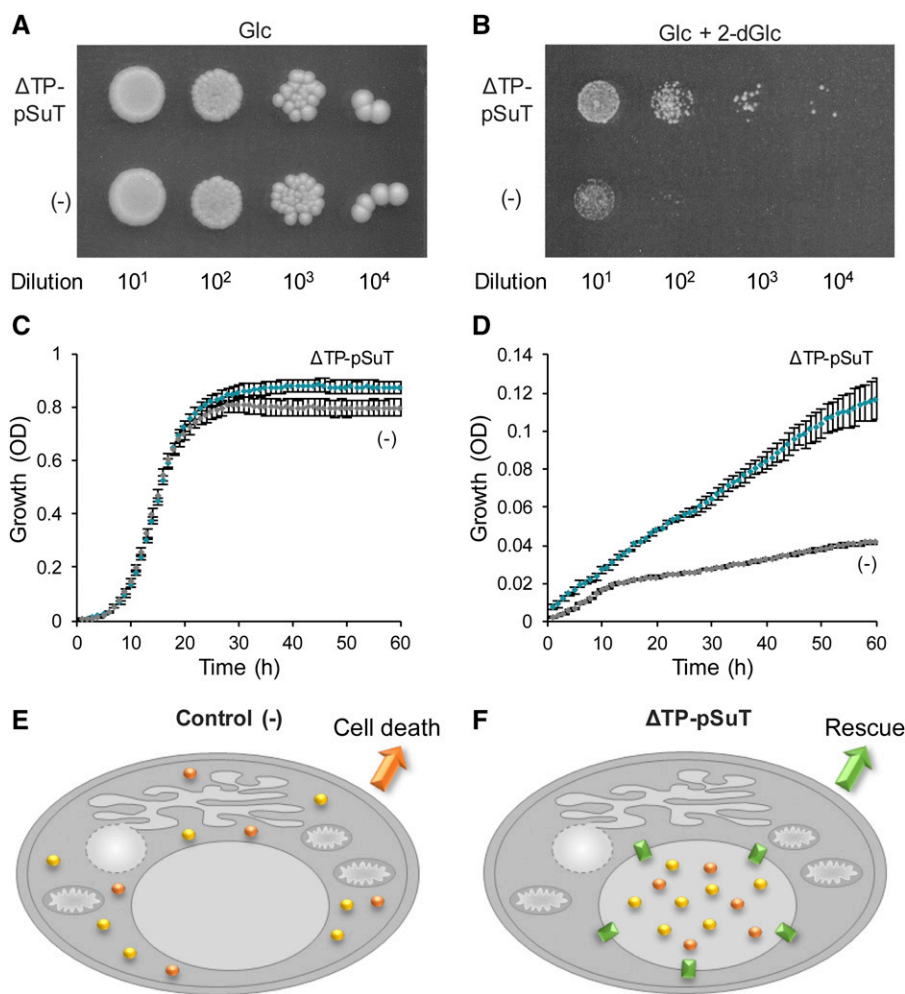 A
Glc
ΔTP-
pSuT
(-)
Dilution 10¹ 10² 10³ 10⁴
B
Glc + 2-dGlc
ΔTP-
pSuT
(-)
Dilution 10¹ 10² 10³ 10⁴
C
Growth (OD)
1
0.8
0.6
0.4
0.2
0
0 10 20 30 40 50 60
Time (h)
ΔTP-pSuT
(-)
D
Growth (OD)
0.14
0.12
0.1
0.08
0.06
0.04
0.02
0
0 10 20 30 40 50 60
Time (h)
ΔTP-pSuT
(-)
E
Control (-)
Cell death
F
ΔTP-pSuT
Rescue